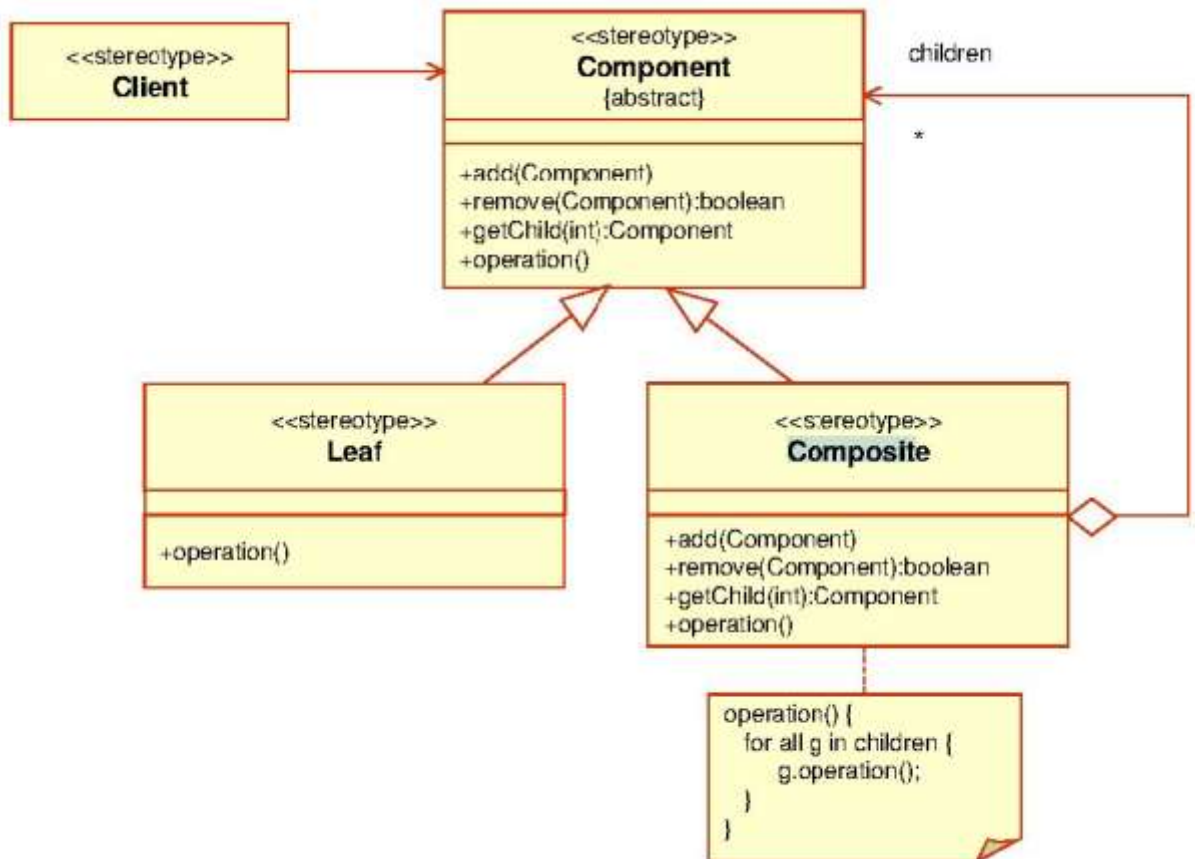 <<stereotype>>
Client
<<stereotype>>
Component
{abstract}
+add(Component)
+remove(Component):boolean
+getChild(int):Component
+operation()
children
*
<<stereotype>>
Leaf
+operation()
<<stereotype>>
Composite
+add(Component)
+remove(Component):boolean
+getChild(int):Component
+operation()
operation() {
for all g in children {
g.operation();
}
}